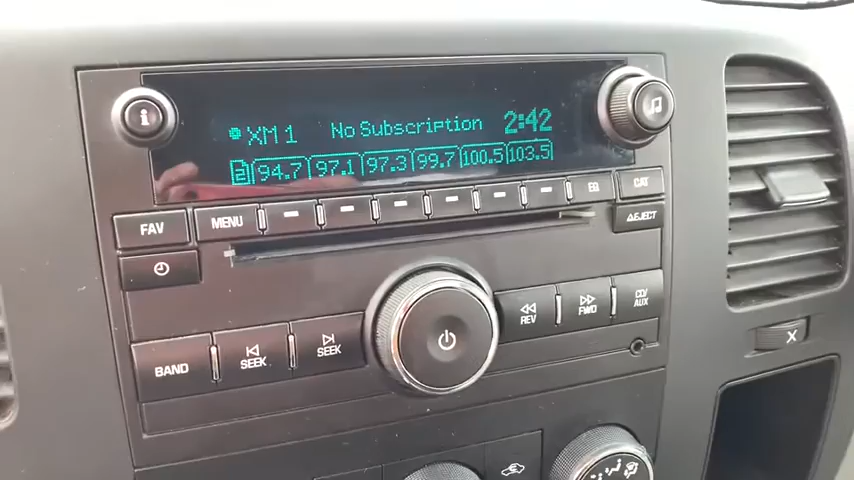 XM 1 No Subscription 2:42
2 94.7 97.1 97.3 99.7 100.5 103.5
FAV MENU EQ CAT
EJECT
BAND SEEK SEEK REV FWD CD/AUX